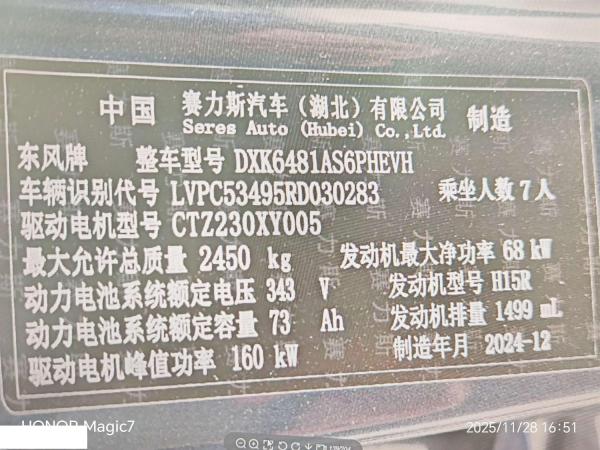 中国 赛力斯汽车（湖北）有限公司 制造
Seres Auto (Hubei) Co., Ltd.
东风牌 整车型号 DXK6481AS6PHEVH
车辆识别代号 LVPC53495RD030283 乘坐人数 7 人
驱动电机型号 CTZ230XY005
最大允许总质量 2450 kg 发动机最大净功率 68 kW
动力电池系统额定电压 343 V 发动机型号 H15R
动力电池系统额定容量 73 Ah 发动机排量 1499 mL
驱动电机峰值功率 160 kW 制造年月 2024-12
HONOR Magic7 2025/11/28 16:51